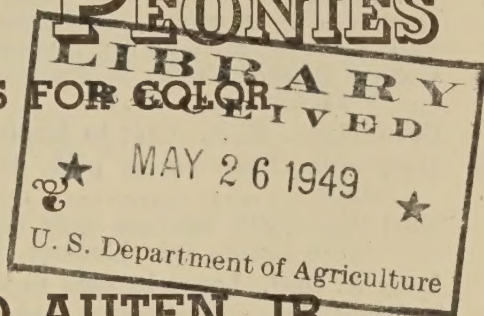 PEONIES
LIBRARY
S FOR COLOR
RECEIVED
★ MAY 26 1949 ★
U. S. Department of Agriculture
AUTEN JR